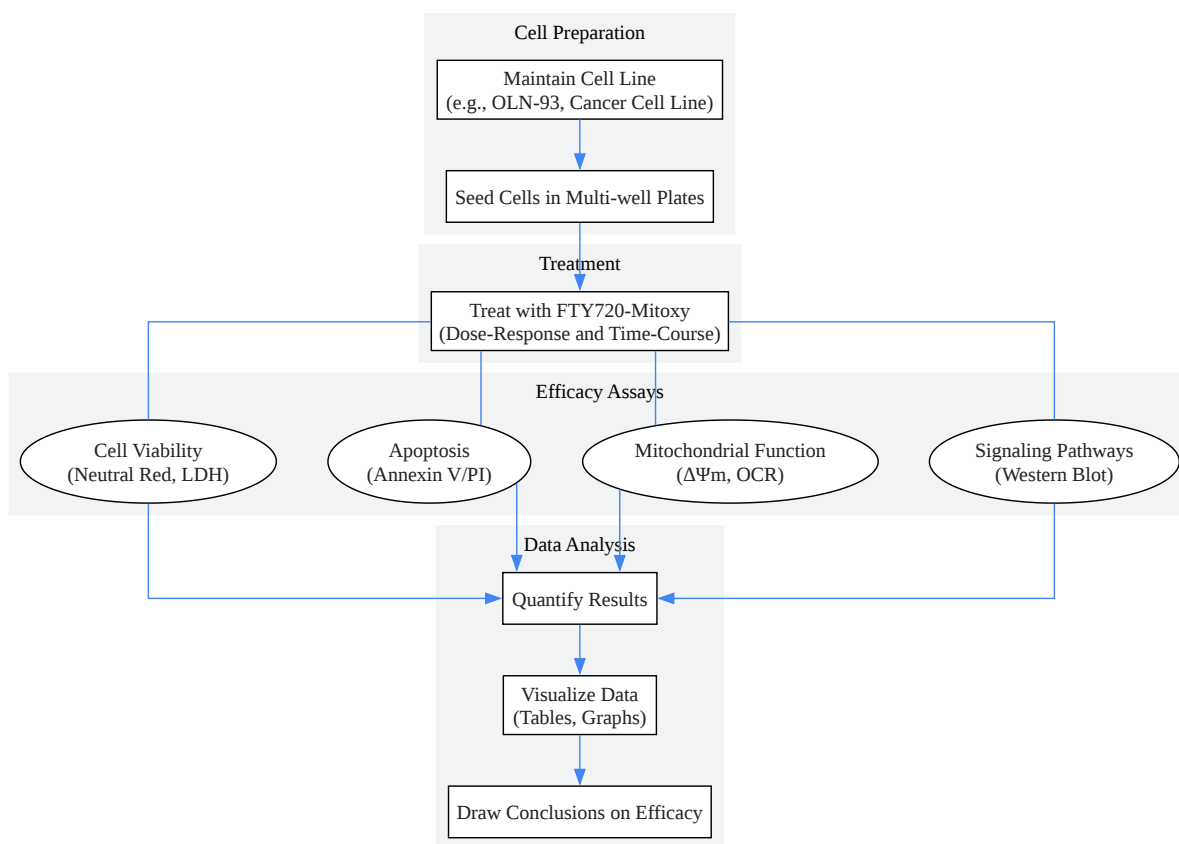 Cell Preparation
Maintain Cell Line
(e.g., OLN-93, Cancer Cell Line)
Seed Cells in Multi-well Plates
Treatment
Treat with FTY720-Mitoxy
(Dose-Response and Time-Course)
Efficacy Assays
Cell Viability
(Neutral Red, LDH)
Apoptosis
(Annexin V/PI)
Mitochondrial Function
(ΔΨm, OCR)
Signaling Pathways
(Western Blot)
Data Analysis
Quantify Results
Visualize Data
(Tables, Graphs)
Draw Conclusions on Efficacy